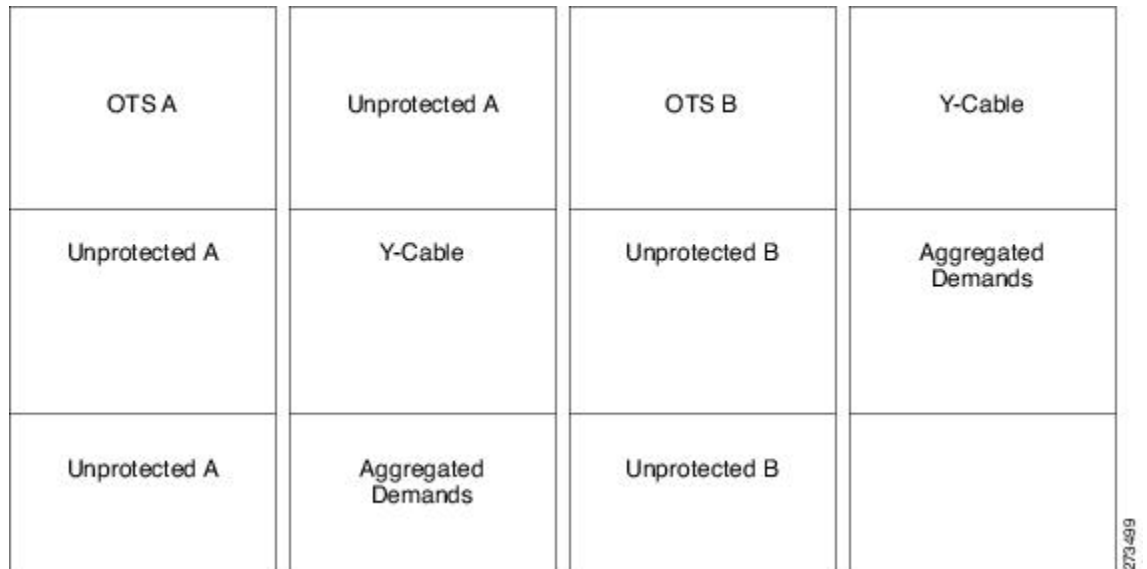 OTS A
Unprotected A
OTS B
Y-Cable
Unprotected A
Y-Cable
Unprotected B
Aggregated
Demands
Unprotected A
Aggregated
Demands
Unprotected B
273499